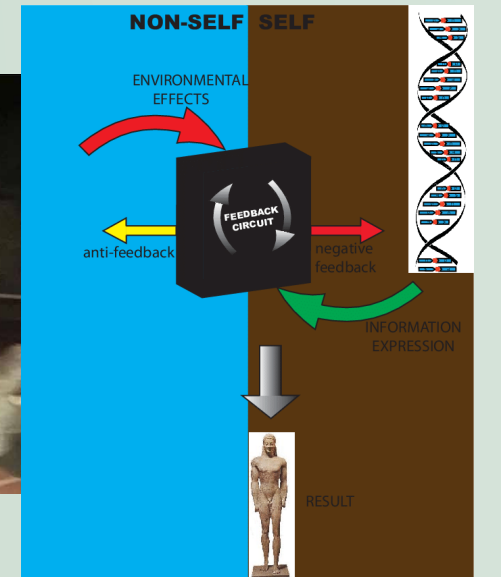 NON-SELF SELF
ENVIRONMENTAL
EFFECTS
FEEDBACK
CIRCUIT
anti-feedback
negative
feedback
INFORMATION
EXPRESSION
RESULT